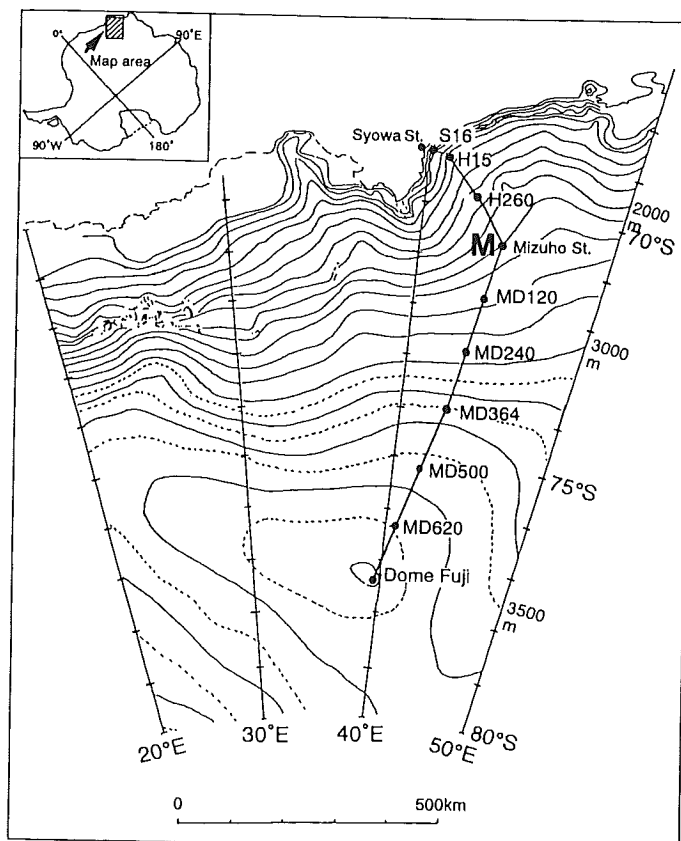 0°
90°E
Map area
90°W
180°
Syowa St.
S16
H15
H260
2000
m
70°S
M
Mizuho St.
MD120
3000
m
MD240
MD364
75°S
MD500
MD620
Dome Fuji
3500
m
20°E
30°E
40°E
50°E
80°S
0
500km